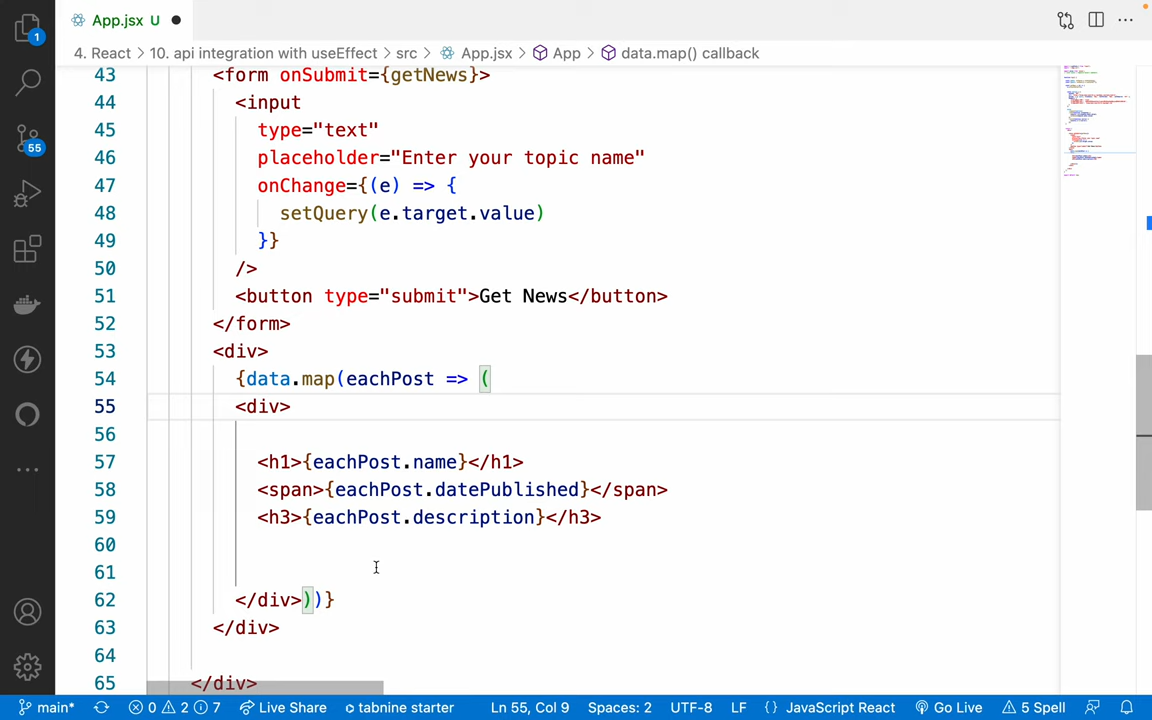 App.jsx U
4. React > 10. api integration with useEffect > src > App.jsx > App > data.map() callback
43 <form onSubmit={getNews}>
44 <input
45 type="text"
46 placeholder="Enter your topic name"
47 onChange={(e) => {
48 setQuery(e.target.value)
49 }}
50 />
51 <button type="submit">Get News</button>
52 </form>
53 <div>
54 {data.map(eachPost => (
55 <div>
56
57 <h1>{eachPost.name}</h1>
58 <span>{eachPost.datePublished}</span>
59 <h3>{eachPost.description}</h3>
60
61
62 </div>))}
63 </div>
64
65 </div>
1
55
main* 0 2 7 Live Share tabnine starter Ln 55, Col 9 Spaces: 2 UTF-8 LF {} JavaScript React Go Live 5 Spell